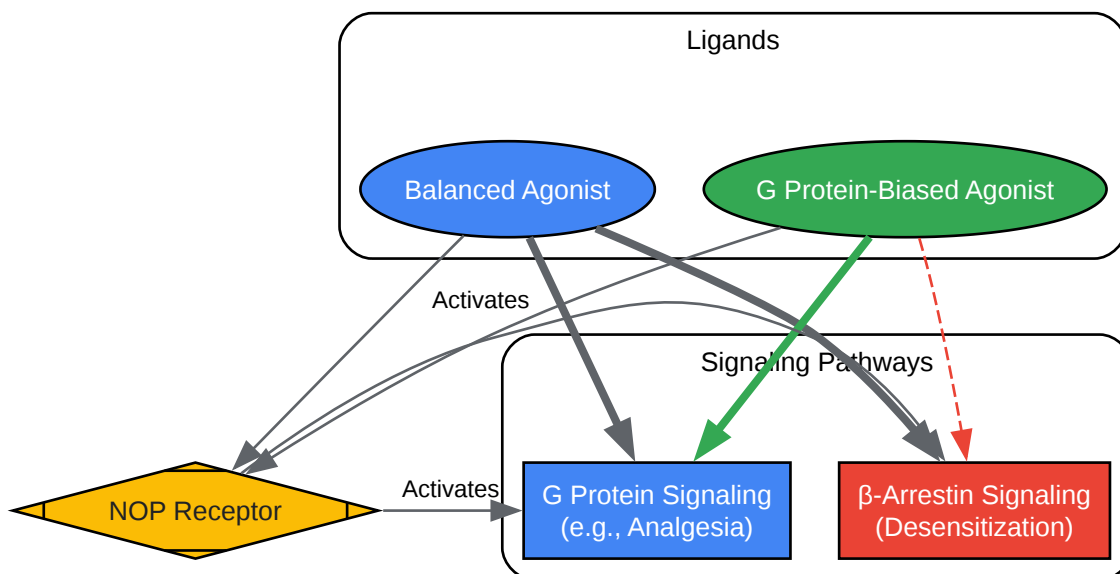 Ligands
Balanced Agonist
G Protein-Biased Agonist
Activates
Signaling Pathways
NOP Receptor
Activates
G Protein Signaling
(e.g., Analgesia)
β-Arrestin Signaling
(Desensitization)